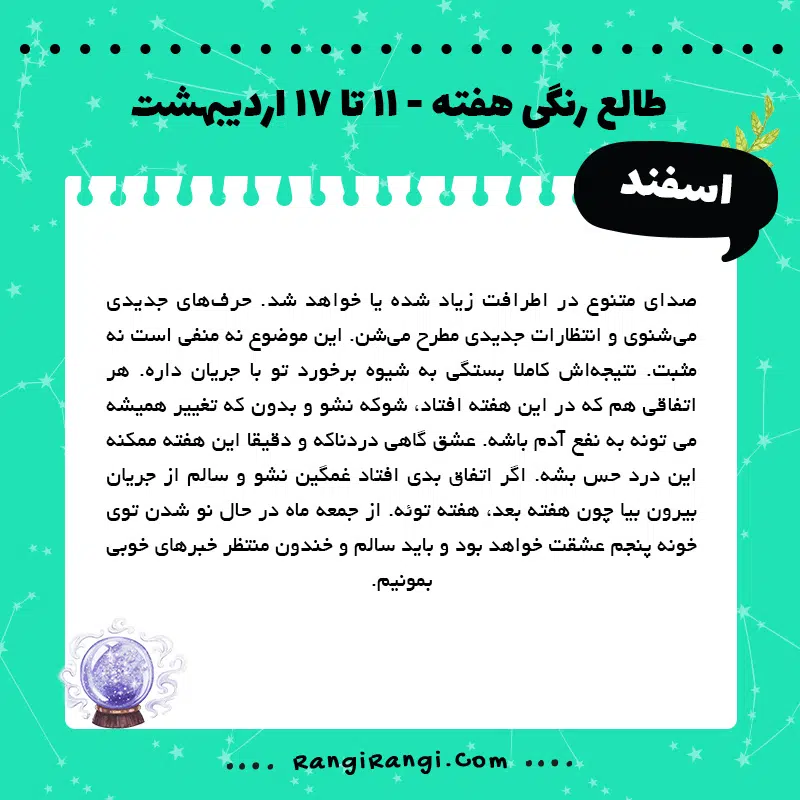 طالع رنگی هفته - ۱۱ تا ۱۷ اردیبهشت
اسفند
صدای متنوع در اطرافت زیاد شده یا خواهد شد. حرف‌های جدیدی
می‌شنوی و انتظارات جدیدی مطرح می‌شن. این موضوع نه منفی است نه
مثبت. نتیجه‌اش کاملا بستگی به شیوه برخورد تو با جریان داره. هر
اتفاقی هم که در این هفته افتاد، شوکه نشو و بدون که تغییر همیشه
می تونه به نفع آدم باشه. عشق گاهی دردناکه و دقیقا این هفته ممکنه
این درد حس بشه. اگر اتفاق بدی افتاد غمگین نشو و سالم از جریان
بیرون بیا چون هفته بعد، هفته توئه. از جمعه ماه در حال نو شدن توی
خونه پنجم عشقت خواهد بود و باید سالم و خندون منتظر خبرهای خوبی
بمونیم.
.... RangiRangi.Com ....